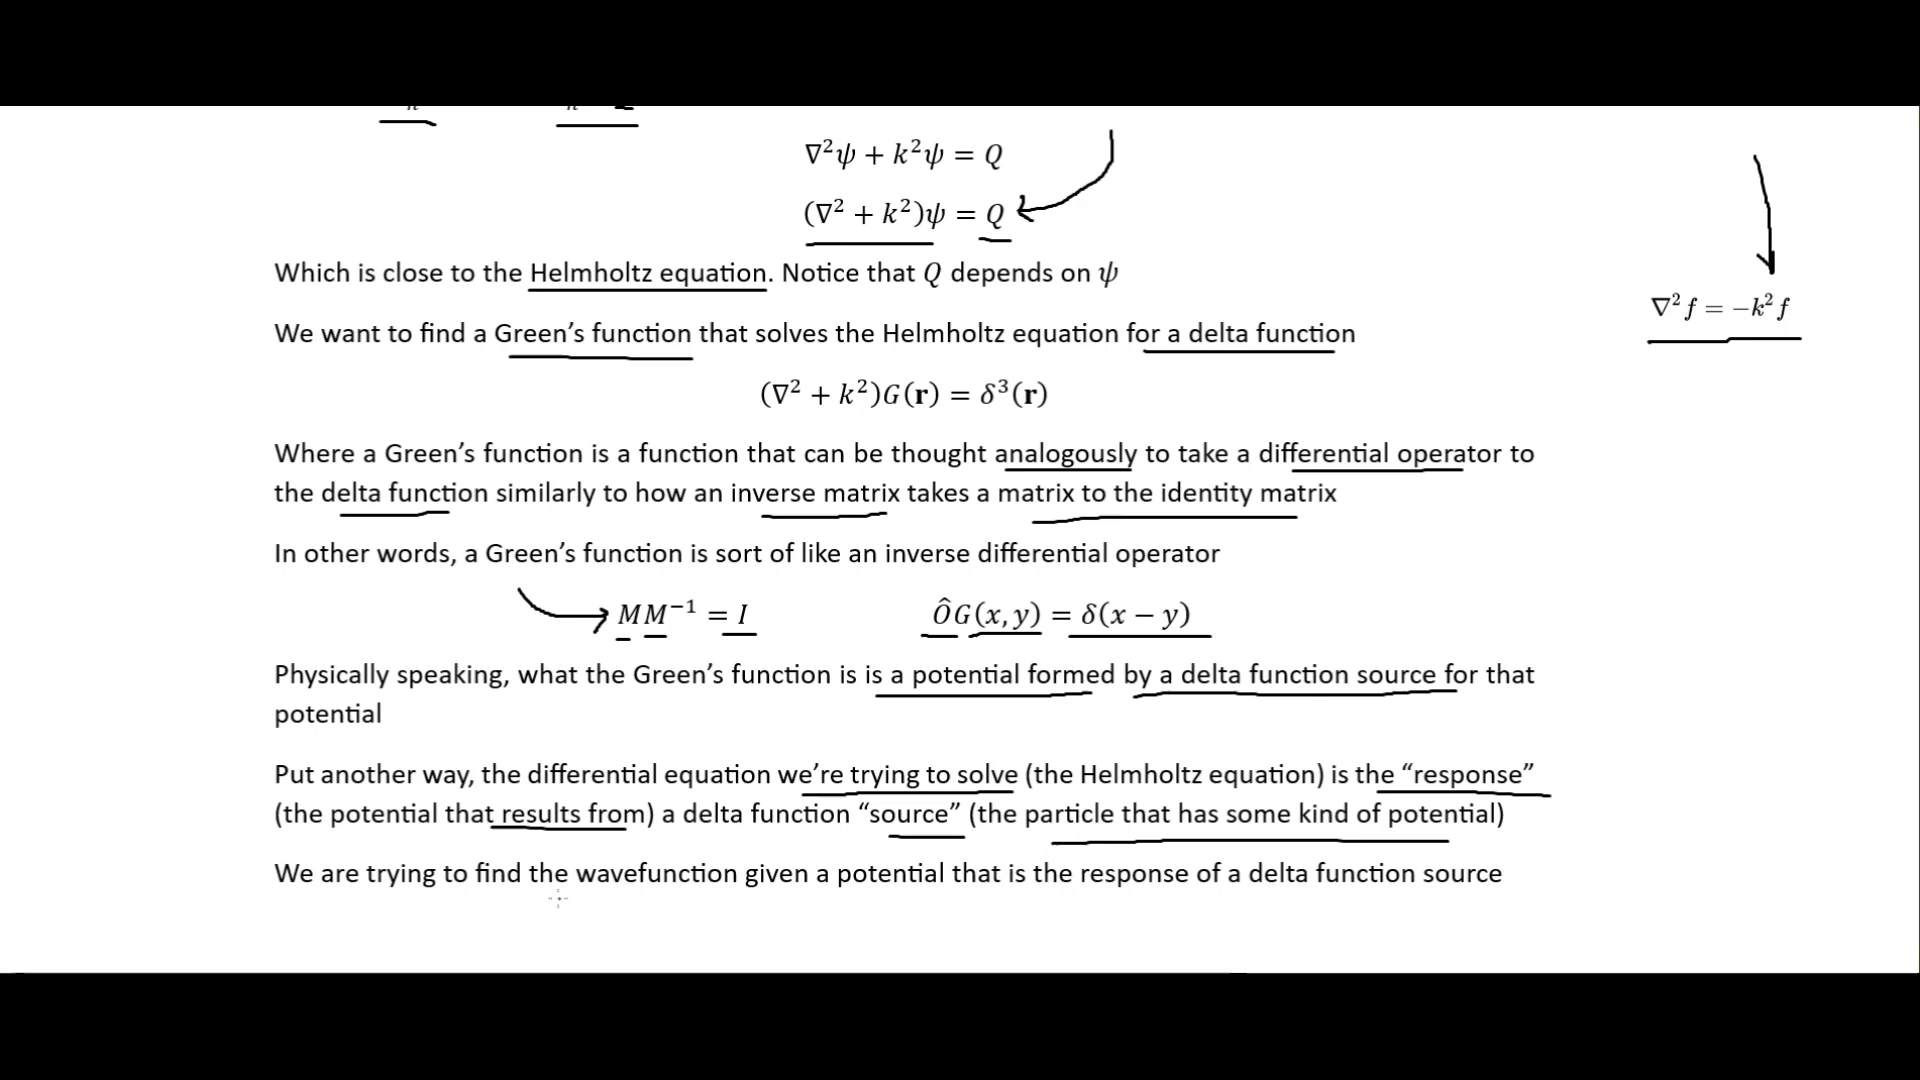 ∇²ψ + k²ψ = Q
(∇² + k²)ψ = Q
Which is close to the Helmholtz equation. Notice that Q depends on ψ
∇²f = −k²f
We want to find a Green’s function that solves the Helmholtz equation for a delta function
(∇² + k²)G(𝐫) = δ³(𝐫)
Where a Green’s function is a function that can be thought analogously to take a differential operator to
the delta function similarly to how an inverse matrix takes a matrix to the identity matrix
In other words, a Green’s function is sort of like an inverse differential operator
MM⁻¹ = I ÔG(x, y) = δ(x − y)
Physically speaking, what the Green’s function is is a potential formed by a delta function source for that
potential
Put another way, the differential equation we’re trying to solve (the Helmholtz equation) is the “response”
(the potential that results from) a delta function “source” (the particle that has some kind of potential)
We are trying to find the wavefunction given a potential that is the response of a delta function source